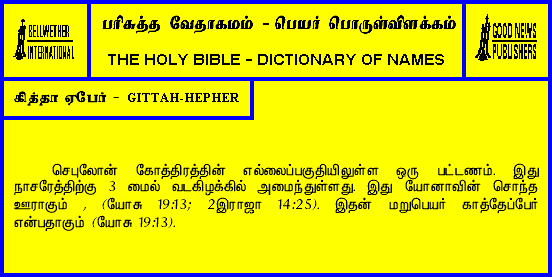 BELLWETHER
INTERNATIONAL
பரிசுத்த வேதாகமம் - பெயர் பொருள்விளக்கம்
THE HOLY BIBLE - DICTIONARY OF NAMES
GOOD NEWS
PUBLISHERS
கித்தா ஏபேர் - GITTAH-HEPHER
செபுலோன் கோத்திரத்தின் எல்லைப்பகுதியிலுள்ள ஒரு பட்டணம். இது
நாசரேத்திற்கு 3 மைல் வடகிழக்கில் அமைந்துள்ளது. இது யோனாவின் சொந்த
ஊராகும் , (யோசு 19:13; 2இராஜா 14:25). இதன் மறுபெயர் காத்தேப்பேர்
என்பதாகும் (யோசு 19:13).